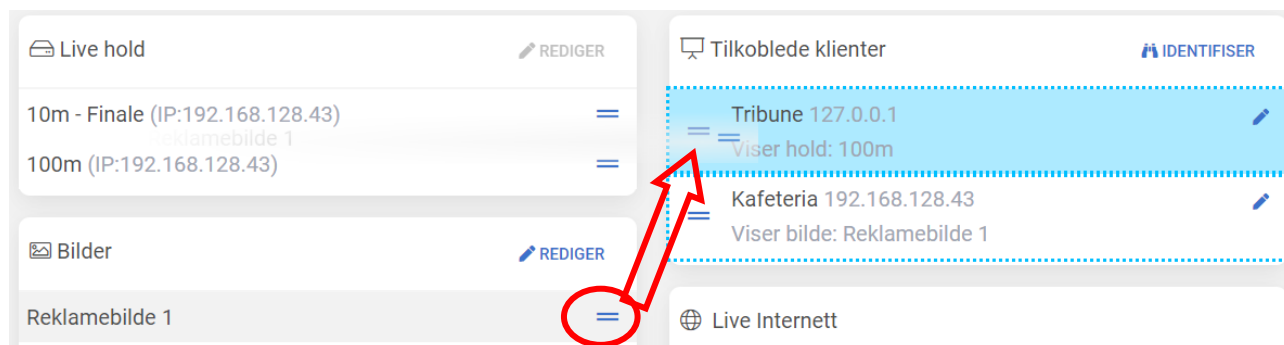 Live hold
REDIGER
10m - Finale (IP:192.168.128.43)
eklamebilde 1
100m (IP:192.168.128.43)
Bilder
REDIGER
Reklamebilde 1
Tilkoblede klienter
IDENTIFISER
Tribune 127.0.0.1
Viser hold: 100m
Kafeteria 192.168.128.43
Viser bilde: Reklamebilde 1
Live Internett